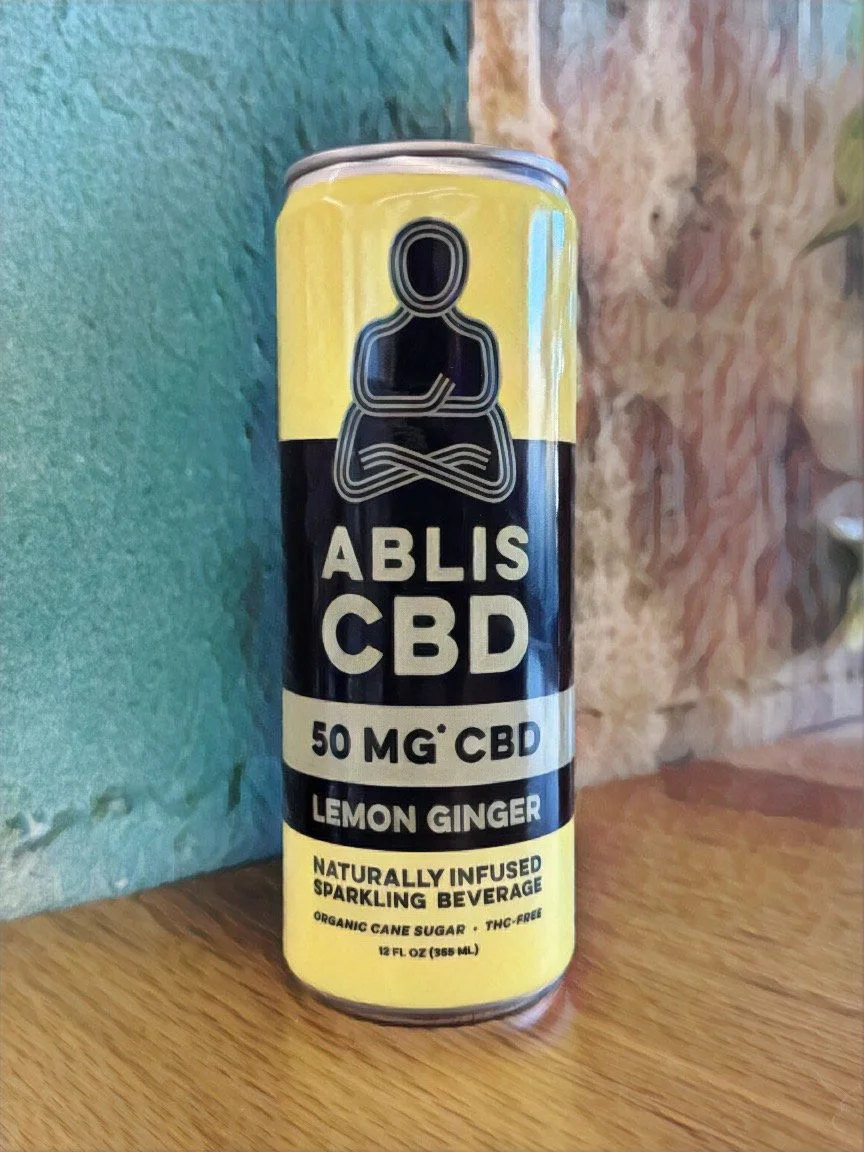 ABLIS
CBD
50 MG* CBD
LEMON GINGER
NATURALLY INFUSED
SPARKLING BEVERAGE
ORGANIC CANE SUGAR • THC-FREE
12 FL OZ (355 ML)